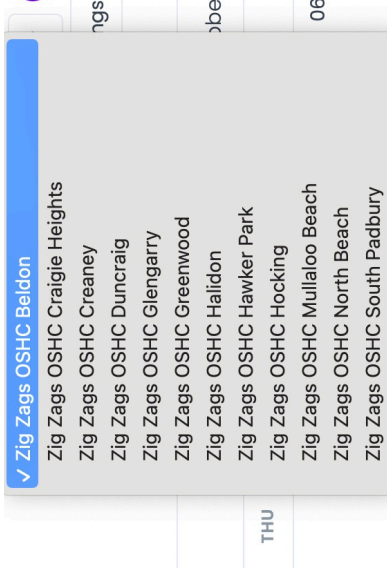 ✓ Zig Zags OSHC Beldon
Zig Zags OSHC Craigie Heights
Zig Zags OSHC Creaney
Zig Zags OSHC Duncraig
Zig Zags OSHC Glengarry
Zig Zags OSHC Greenwood
Zig Zags OSHC Halidon
Zig Zags OSHC Hawker Park
Zig Zags OSHC Hocking
Zig Zags OSHC Mullaloo Beach
Zig Zags OSHC North Beach
Zig Zags OSHC South Padbury
THU
06